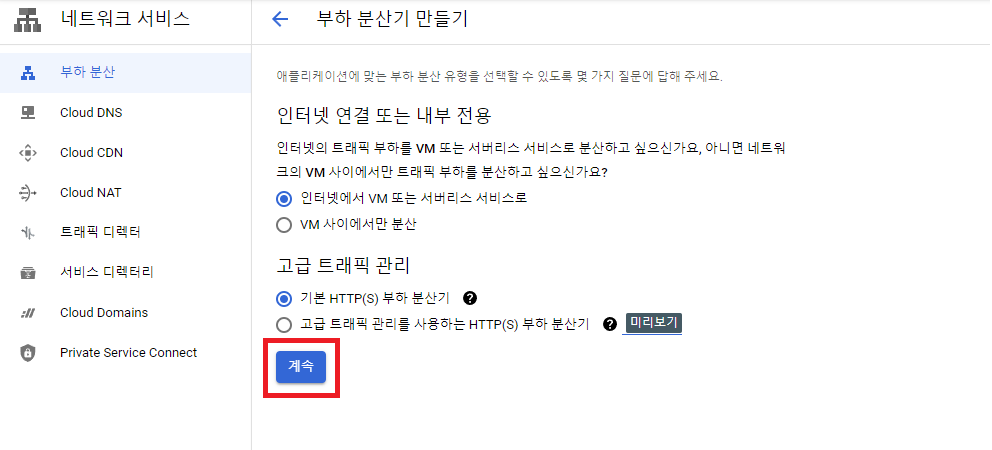 네트워크 서비스
부하 분산
Cloud DNS
Cloud CDN
Cloud NAT
트래픽 디렉터
서비스 디렉터리
Cloud Domains
Private Service Connect
부하 분산기 만들기
애플리케이션에 맞는 부하 분산 유형을 선택할 수 있도록 몇 가지 질문에 답해 주세요.
인터넷 연결 또는 내부 전용
인터넷의 트래픽 부하를 VM 또는 서버리스 서비스로 분산하고 싶으신가요, 아니면 네트워
크의 VM 사이에서만 트래픽 부하를 분산하고 싶으신가요?
인터넷에서 VM 또는 서버리스 서비스로
VM 사이에서만 분산
고급 트래픽 관리
기본 HTTP(S) 부하 분산기 ?
고급 트래픽 관리를 사용하는 HTTP(S) 부하 분산기 ? 미리보기
계속